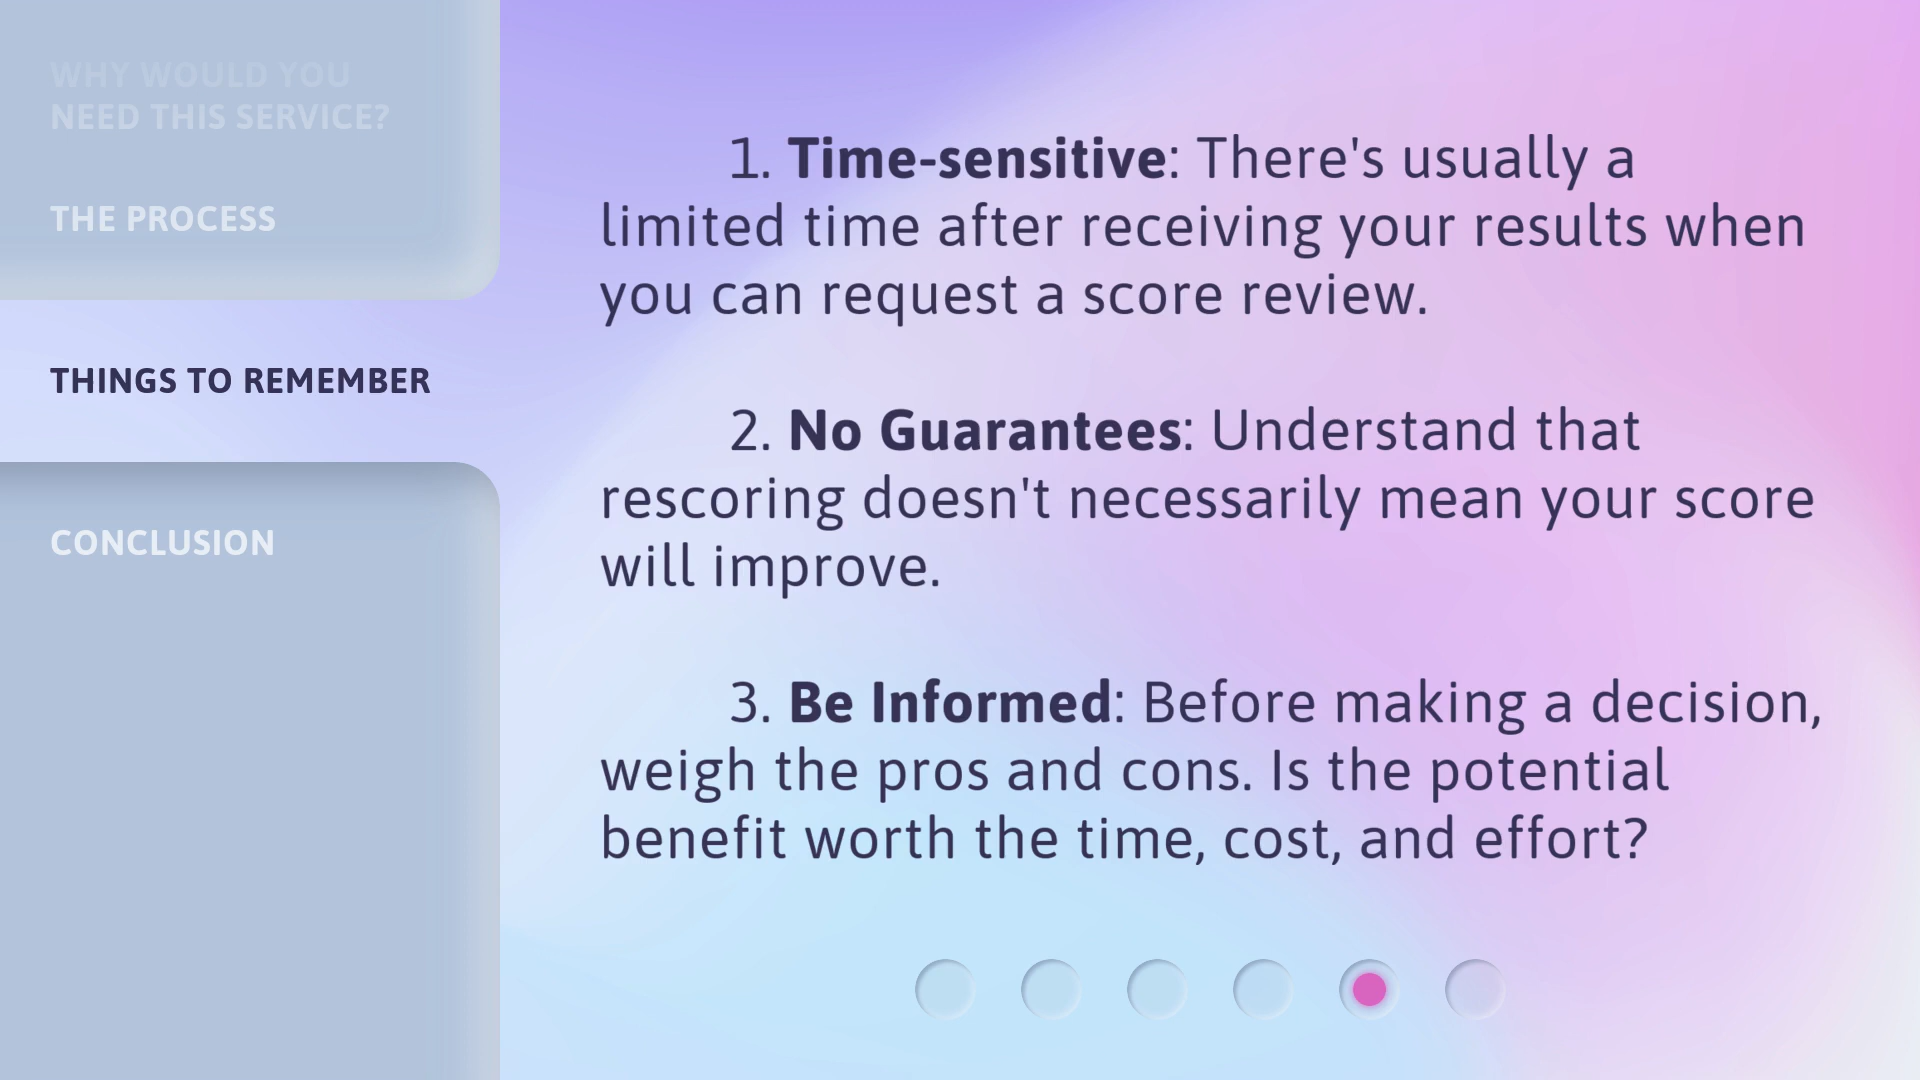 WHY WOULD YOU
NEED THIS SERVICE?
THE PROCESS
THINGS TO REMEMBER
CONCLUSION
1. Time-sensitive: There's usually a
limited time after receiving your results when
you can request a score review.
2. No Guarantees: Understand that
rescoring doesn't necessarily mean your score
will improve.
3. Be Informed: Before making a decision,
weigh the pros and cons. Is the potential
benefit worth the time, cost, and effort?